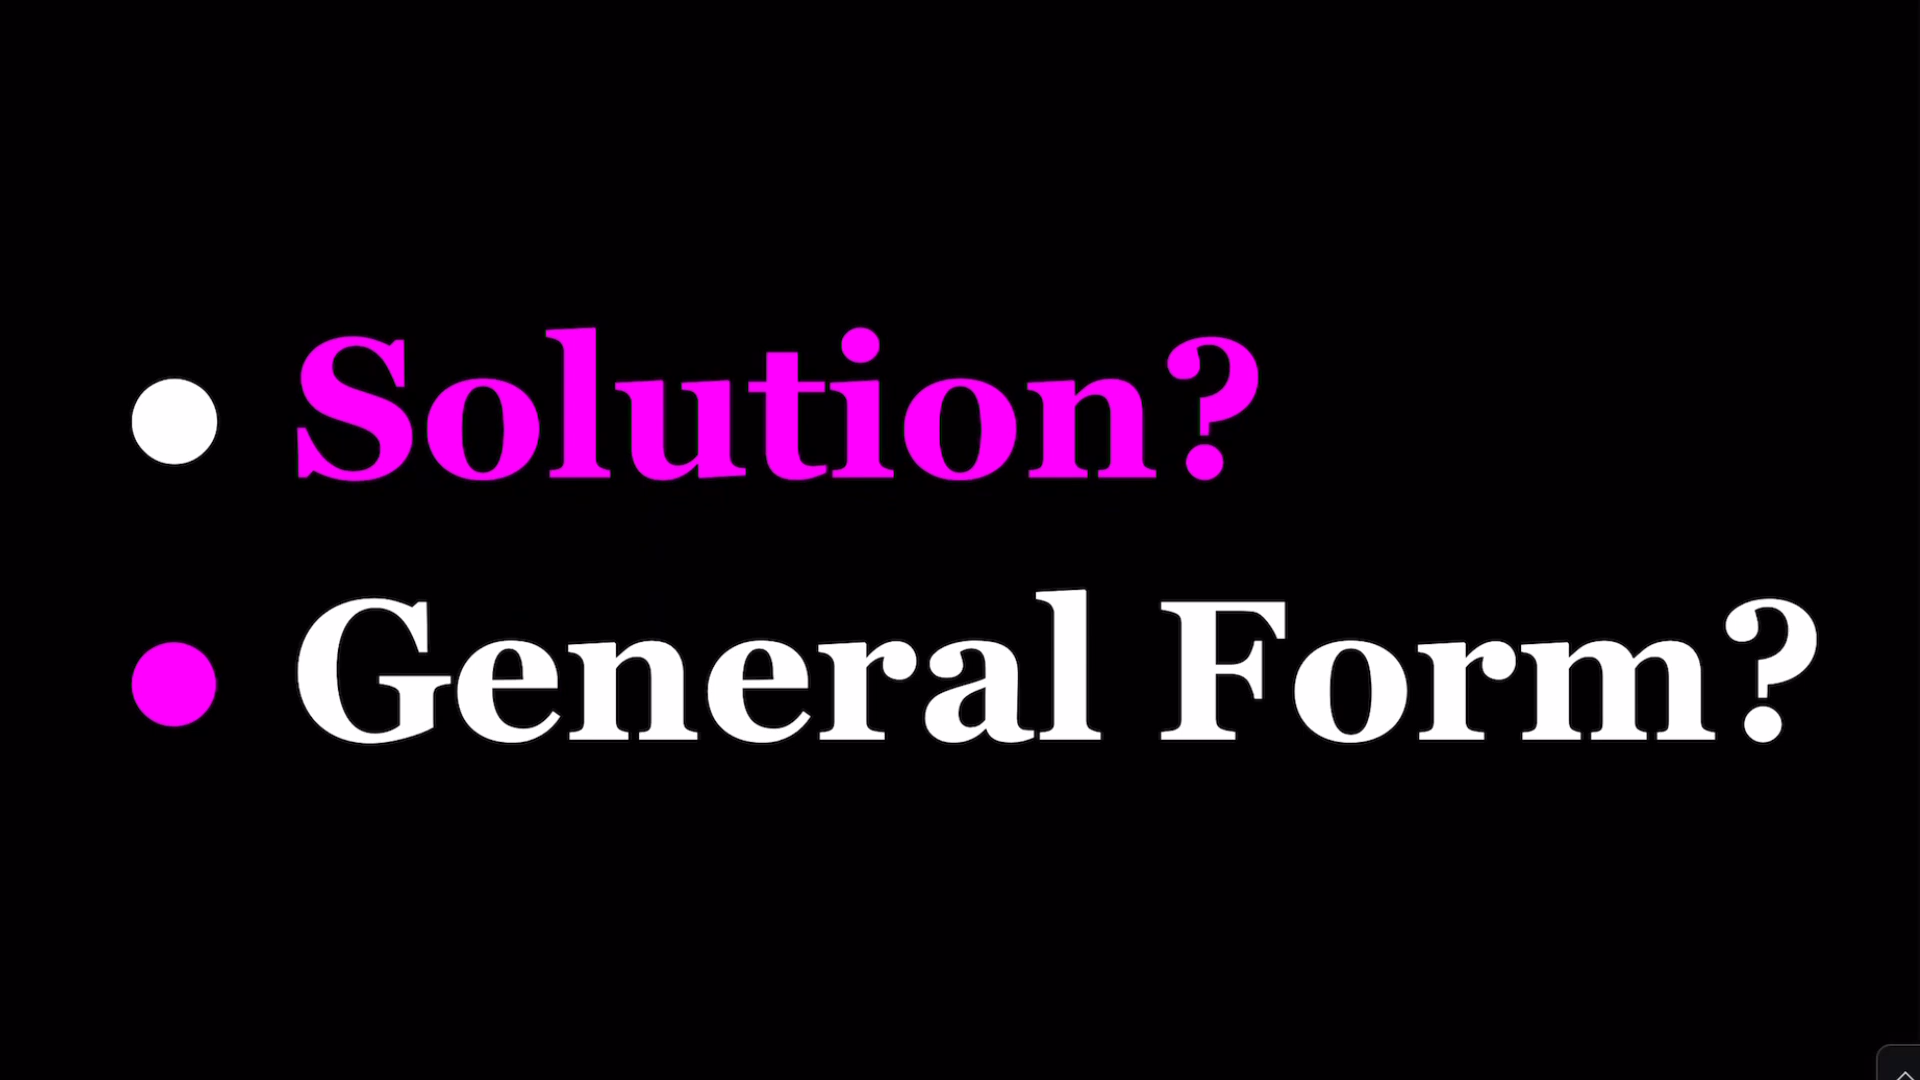 • Solution?
• General Form?